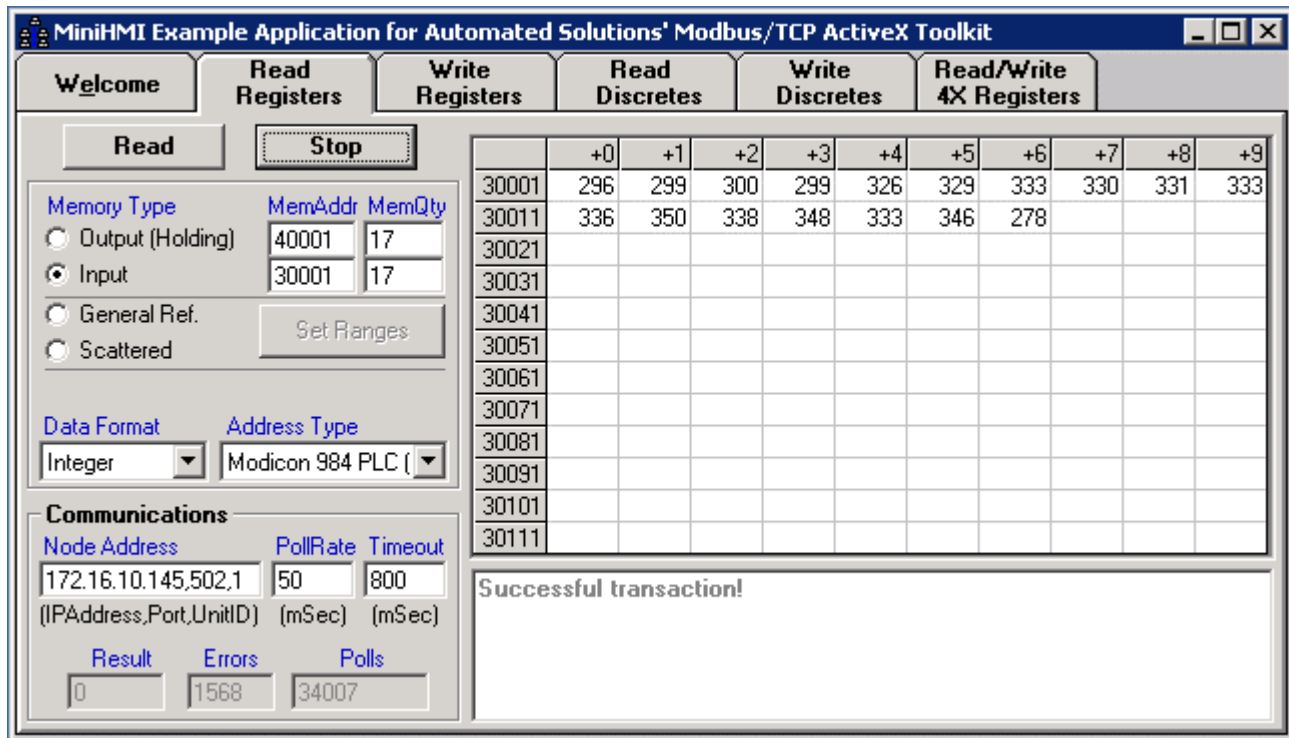 MiniHMI Example Application for Automated Solutions' Modbus/TCP ActiveX Toolkit
Welcome
Read Registers
Write Registers
Read Discretes
Write Discretes
Read/Write 4X Registers
Read Stop
Memory Type MemAddr MemQty
Output (Holding) 40001 17
Input 30001 17
General Ref.
Scattered
Set Ranges
Data Format Address Type
Integer Modicon 984 PLC (
Communications
Node Address PollRate Timeout
172.16.10.145,502,1 50 800
(IPAddress,Port,UnitID) (mSec) (mSec)
Result Errors Polls
0 1568 34007
+0 +1 +2 +3 +4 +5 +6 +7 +8 +9
30001 296 299 300 299 326 329 333 330 331 333
30011 336 350 338 348 333 346 278
30021
30031
30041
30051
30061
30071
30081
30091
30101
30111
Successful transaction!